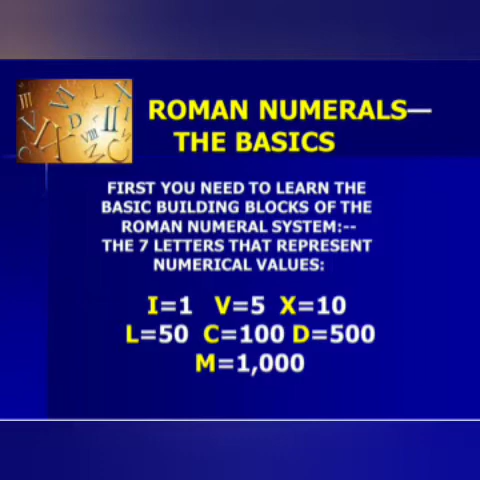 ROMAN NUMERALS—
THE BASICS
FIRST YOU NEED TO LEARN THE
BASIC BUILDING BLOCKS OF THE
ROMAN NUMERAL SYSTEM:--
THE 7 LETTERS THAT REPRESENT
NUMERICAL VALUES:
I=1 V=5 X=10
L=50 C=100 D=500
M=1,000